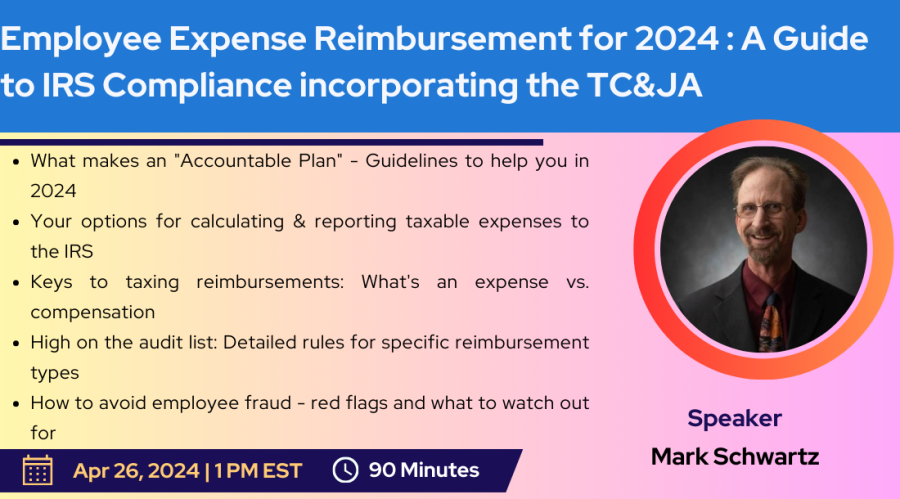 Employee Expense Reimbursement for 2024 : A Guide
to IRS Compliance incorporating the TC&JA
• What makes an "Accountable Plan" - Guidelines to help you in
2024
• Your options for calculating & reporting taxable expenses to
the IRS
• Keys to taxing reimbursements: What's an expense vs.
compensation
• High on the audit list: Detailed rules for specific reimbursement
types
• How to avoid employee fraud - red flags and what to watch out
for
Apr 26, 2024 | 1 PM EST
90 Minutes
Speaker
Mark Schwartz